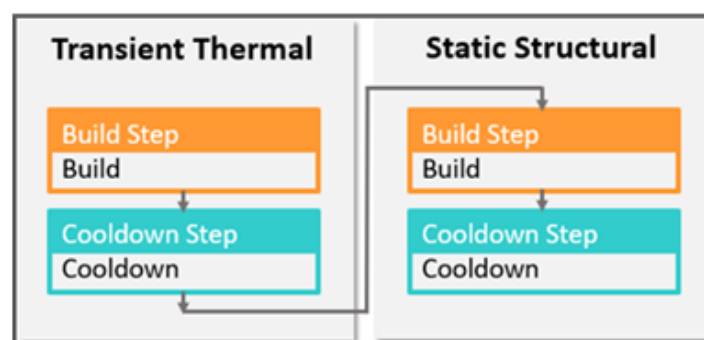 Transient Thermal
Build Step
Build
Cooldown Step
Cooldown
Static Structural
Build Step
Build
Cooldown Step
Cooldown